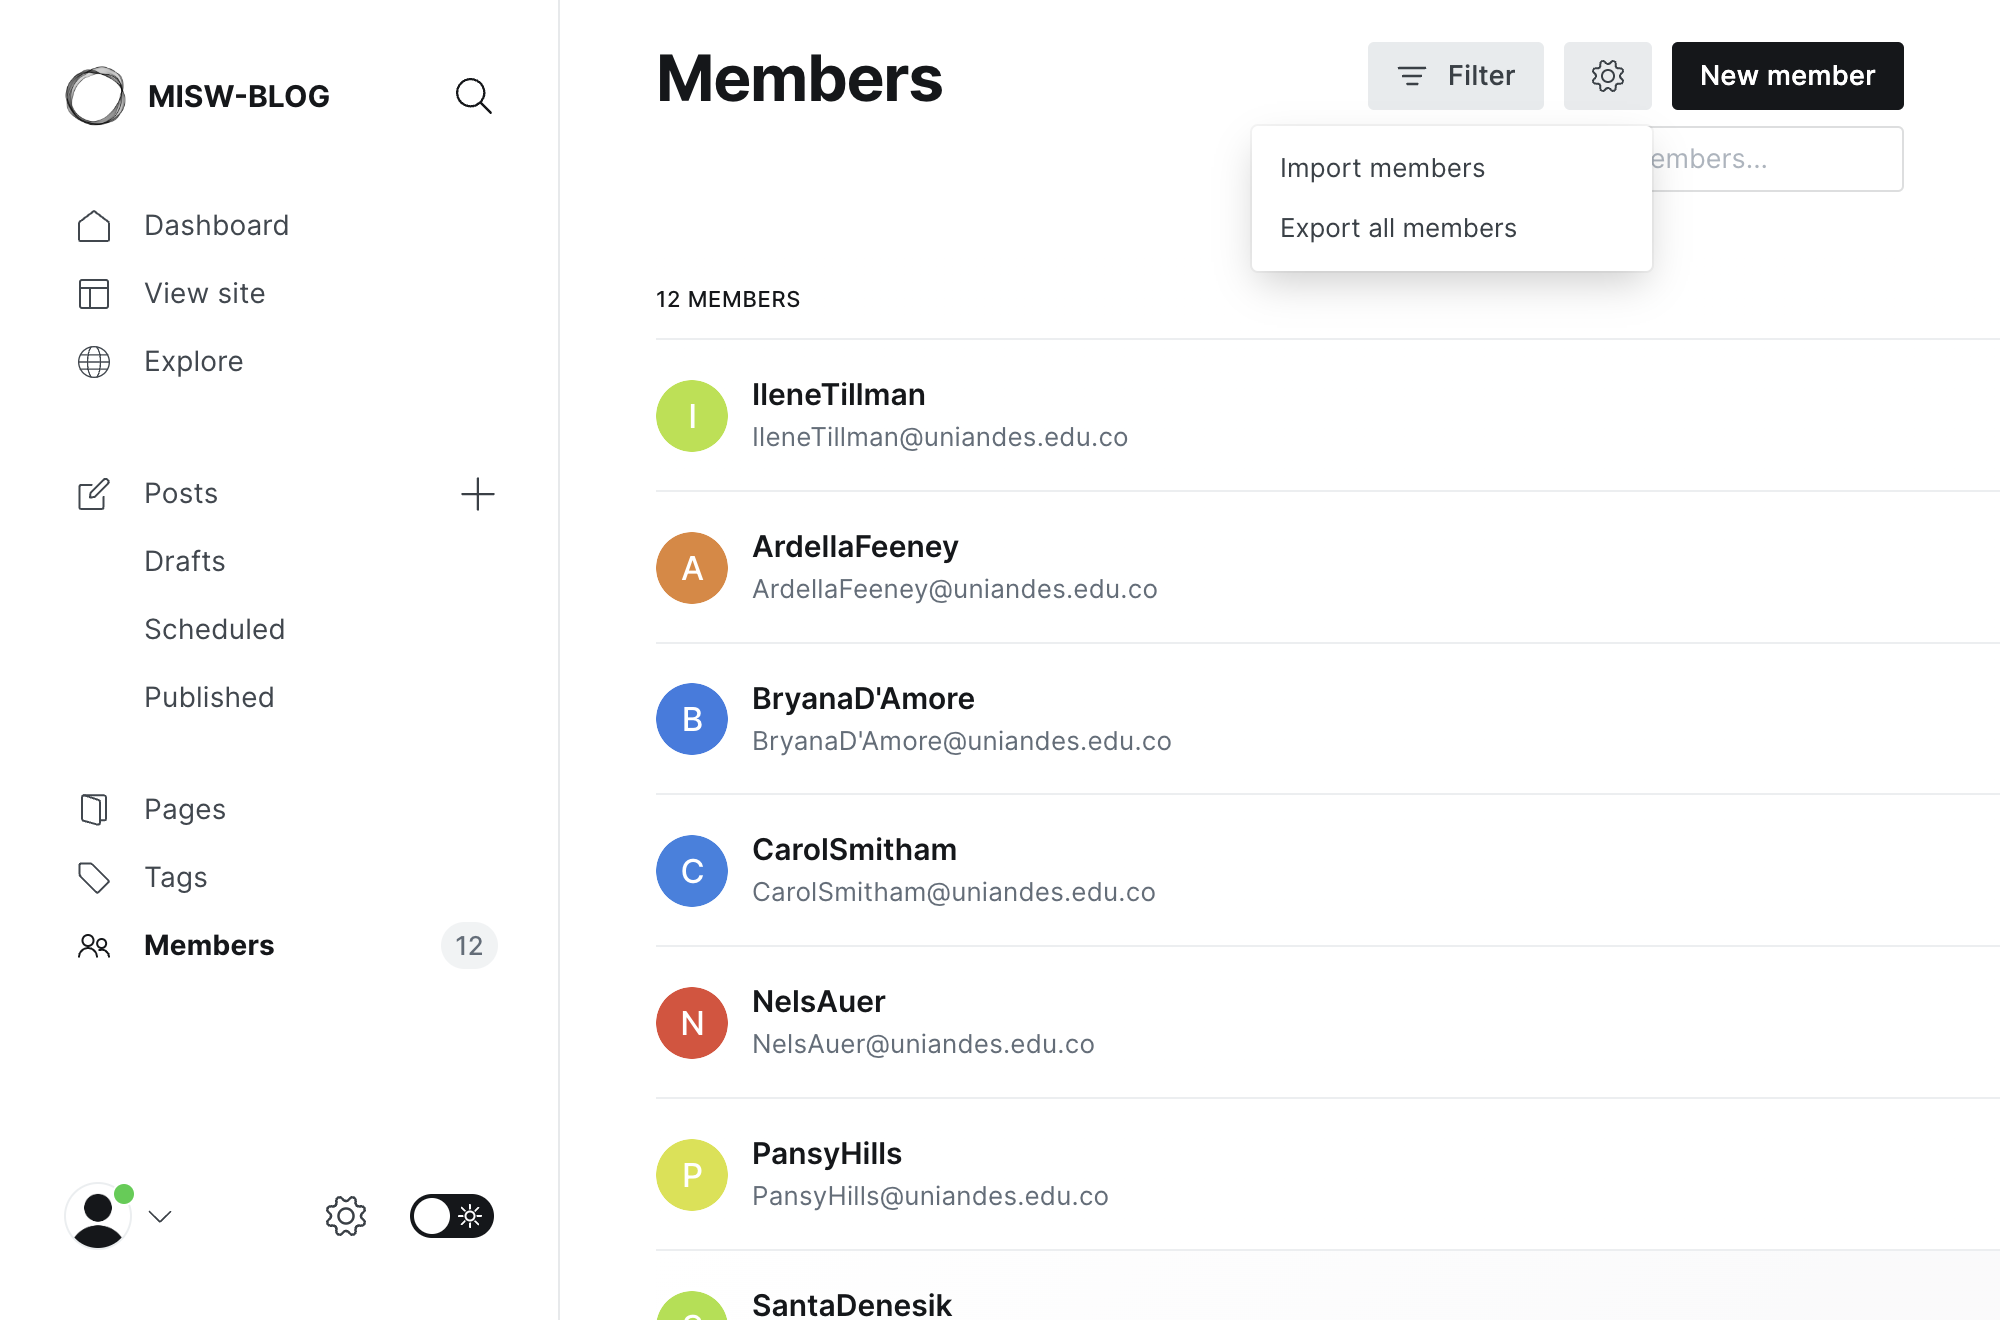 MISW-BLOG
Dashboard
View site
Explore
Posts
Drafts
Scheduled
Published
Pages
Tags
Members
12
Members
Filter
New member
Import members
Export all members
embers...
12 MEMBERS
I
IleneTillman
IleneTillman@uniandes.edu.co
A
ArdellaFeeney
ArdellaFeeney@uniandes.edu.co
B
BryanaD'Amore
BryanaD'Amore@uniandes.edu.co
C
CarolSmitham
CarolSmitham@uniandes.edu.co
N
NelsAuer
NelsAuer@uniandes.edu.co
P
PansyHills
PansyHills@uniandes.edu.co
SantaDenesik